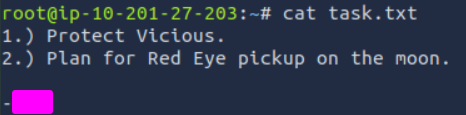 root@ip-10-201-27-203:~# cat task.txt
1.) Protect Vicious.
2.) Plan for Red Eye pickup on the moon.
-